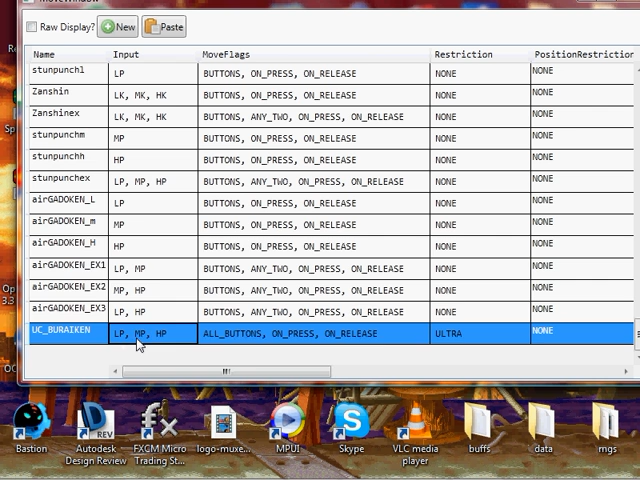 MoveWindow
Raw Display? New Paste
Name Input MoveFlags Restriction PositionRestriction
stunpunchl LP BUTTONS, ON_PRESS, ON_RELEASE NONE NONE
Zanshin LK, MK, HK BUTTONS, ON_PRESS, ON_RELEASE NONE NONE
Zanshinex LK, MK, HK BUTTONS, ANY_TWO, ON_PRESS, ON_RELEASE NONE NONE
stunpunchm MP BUTTONS, ON_PRESS, ON_RELEASE NONE NONE
stunpunchh HP BUTTONS, ON_PRESS, ON_RELEASE NONE NONE
stunpunchex LP, MP, HP BUTTONS, ANY_TWO, ON_PRESS, ON_RELEASE NONE NONE
airGADOKEN_L LP BUTTONS, ON_PRESS, ON_RELEASE NONE NONE
airGADOKEN_m MP BUTTONS, ON_PRESS, ON_RELEASE NONE NONE
airGADOKEN_H HP BUTTONS, ON_PRESS, ON_RELEASE NONE NONE
airGADOKEN_EX1 LP, MP BUTTONS, ANY_TWO, ON_PRESS, ON_RELEASE NONE NONE
airGADOKEN_EX2 MP, HP BUTTONS, ANY_TWO, ON_PRESS, ON_RELEASE NONE NONE
airGADOKEN_EX3 LP, HP BUTTONS, ANY_TWO, ON_PRESS, ON_RELEASE NONE NONE
UC_BURAIKEN LP, MP, HP ALL_BUTTONS, ON_PRESS, ON_RELEASE ULTRA NONE
REV
Bastion Autodesk FXCM Micro logo-muxe... MPUI Skype VLC media buffs data rngs
Design Review Trading St... player